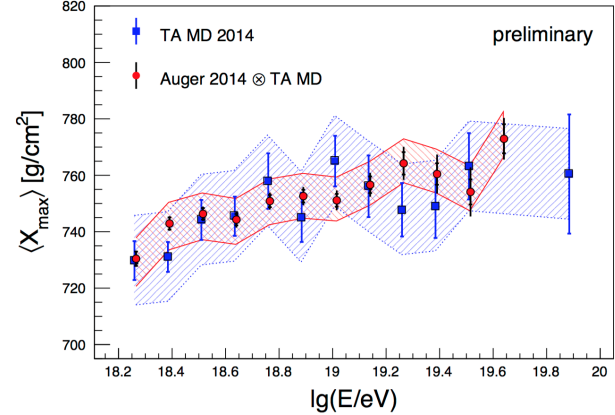 820
800
780
760
740
720
700
⟨X_max⟩ [g/cm²]
TA MD 2014
Auger 2014 ⊗ TA MD
preliminary
18.2 18.4 18.6 18.8 19 19.2 19.4 19.6 19.8 20
lg(E/eV)